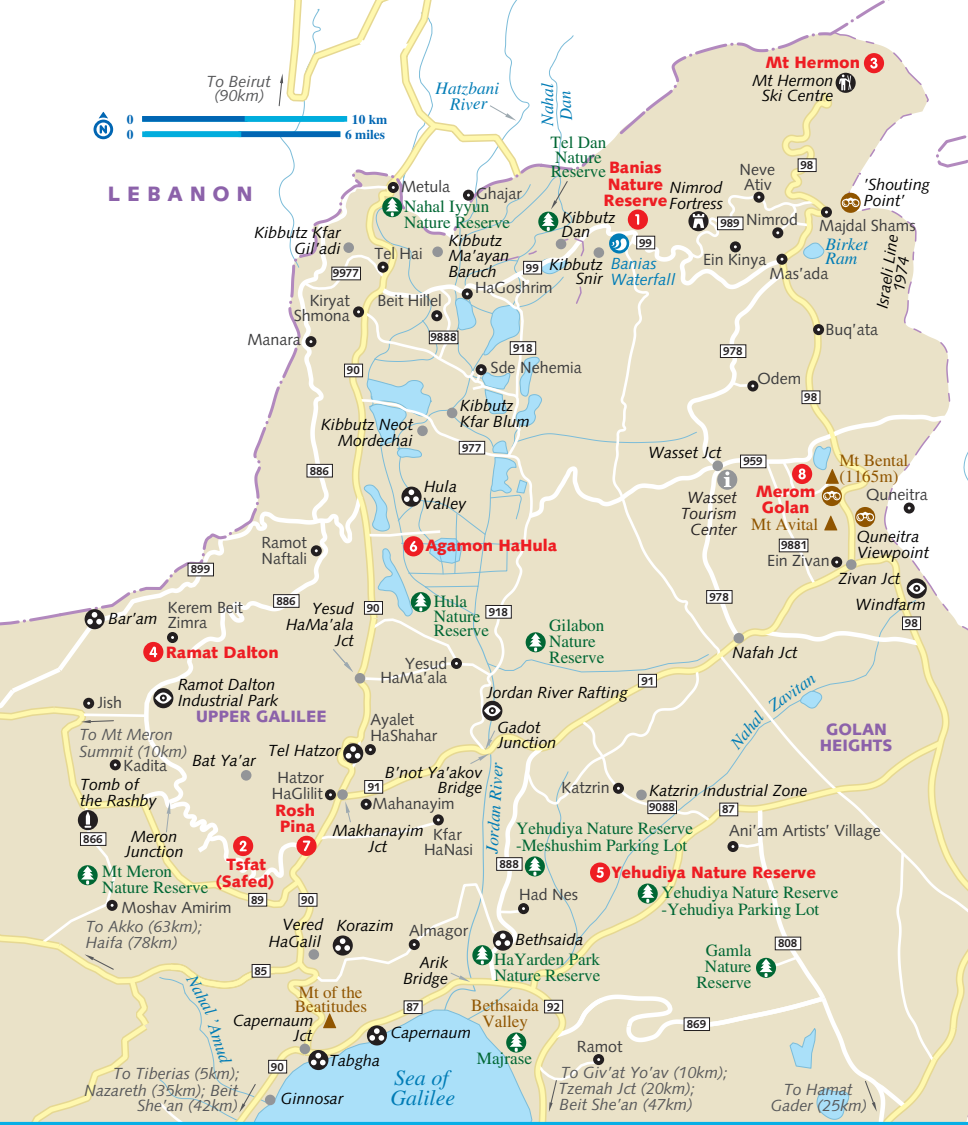 To Beirut
(90km)
0 10 km
0 6 miles
N
LEBANON
Hatzbani
River
Nahal
Dan
Mt Hermon 3
Mt Hermon
Ski Centre
98
Tel Dan
Nature
Reserve
Banias
Nature
Reserve
1
Nimrod
Fortress
Neve
Ativ
'Shouting
Point'
Metula
Ghajar
Nahal Iyyun
Nature Reserve
Kibbutz
Dan
989
Nimrod
Majdal Shams
Kibbutz Kfar
Gil'adi
Tel Hai
Kibbutz
Ma'ayan
Baruch
99
99
Kibbutz
Snir
Banias
Waterfall
Ein Kinya
Birket
Ram
Mas'ada
Israeli Line
1974
9977
HaGoshrim
Kiryat
Shmona
Beit Hillel
Manara
9888
918
Buq'ata
978
90
Sde Nehemia
Odem
98
Kibbutz
Kfar Blum
Kibbutz Neot
Mordechai
977
886
Wasset Jct
959
8
Merom
Golan
Mt Bental
(1165m)
Wasset
Tourism
Center
Mt Avital
Quneitra
Hula
Valley
Quneitra
Viewpoint
9881
Ein Zivan
Zivan Jct
Windfarm
98
6 Agamon HaHula
Ramot
Naftali
899
886
Bar'am
Kerem Beit
Zimra
Yesud
HaMa'ala
Jct
90
Hula
Nature
Reserve
918
Gilabon
Nature
Reserve
978
Nafah Jct
4 Ramat Dalton
Yesud
HaMa'ala
91
Jish
Ramot Dalton
Industrial Park
UPPER GALILEE
Jordan River Rafting
Gadot
Junction
Nahal Zavitan
GOLAN
HEIGHTS
To Mt Meron
Summit (10km)
Kadita
Bat Ya'ar
Tel Hatzor
Ayalet
HaShahar
B'not Ya'akov
Bridge
Tomb of
the Rashby
Hatzor
HaGlilit
91
Mahanayim
Katzrin
Katzrin Industrial Zone
9088
87
Rosh
Pina
7
Makhanayim
Jct
Kfar
HaNasi
Jordan River
Ani'am Artists' Village
866
Meron
Junction
2
Tsfat
(Safed)
Yehudiya Nature Reserve
-Meshushim Parking Lot
888
5 Yehudiya Nature Reserve
Mt Meron
Nature Reserve
89
90
Yehudiya Nature Reserve
-Yehudiya Parking Lot
Moshav Amirim
Had Nes
To Akko (63km);
Haifa (78km)
Vered
HaGalil
Korazim
Almagor
Bethsaida
808
Gamla
Nature
Reserve
85
Arik
Bridge
HaYarden Park
Nature Reserve
Nahal 'Amud
Mt of the
Beatitudes
87
Bethsaida
Valley
92
869
Capernaum
Jct
Capernaum
Majrase
Ramot
Tabgha
90
Sea of
Galilee
To Tiberias (5km);
Nazareth (35km); Beit
She'an (42km)
Ginnosar
To Giv'at Yo'av (10km);
Tzemah Jct (20km);
Beit She'an (47km)
To Hamat
Gader (25km)